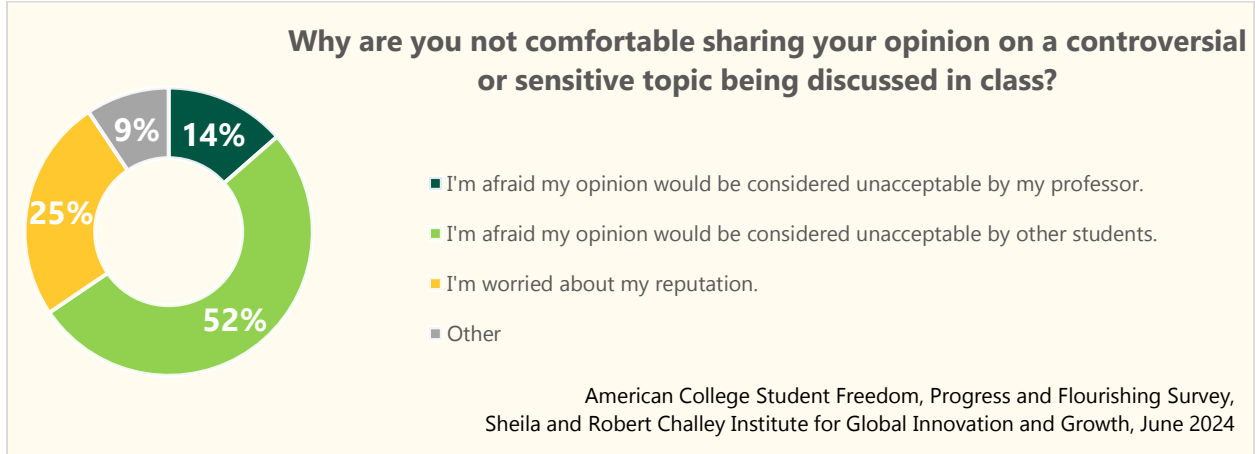 Why are you not comfortable sharing your opinion on a controversial
or sensitive topic being discussed in class?
9%
14%
25%
52%
I'm afraid my opinion would be considered unacceptable by my professor.
I'm afraid my opinion would be considered unacceptable by other students.
I'm worried about my reputation.
Other
American College Student Freedom, Progress and Flourishing Survey,
Sheila and Robert Challey Institute for Global Innovation and Growth, June 2024